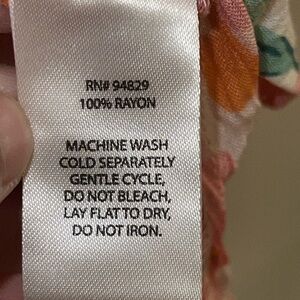 RN# 94829
100% RAYON
MACHINE WASH
COLD SEPARATELY
GENTLE CYCLE,
DO NOT BLEACH,
LAY FLAT TO DRY,
DO NOT IRON.